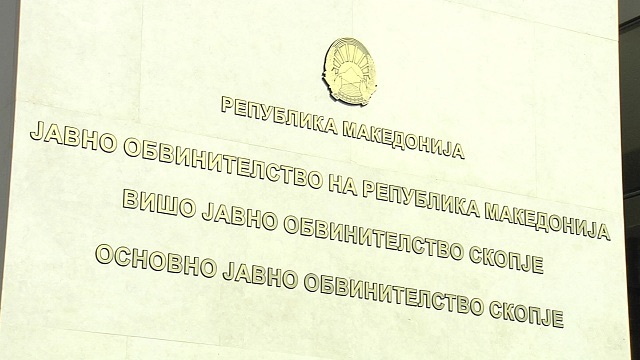 РЕПУБЛИКА МАКЕДОНИЈА
ЈАВНО ОБВИНИТЕЛСТВО НА РЕПУБЛИКА МАКЕДОНИЈА
ВИШО ЈАВНО ОБВИНИТЕЛСТВО СКОПЈЕ
ОСНОВНО ЈАВНО ОБВИНИТЕЛСТВО СКОПЈЕ